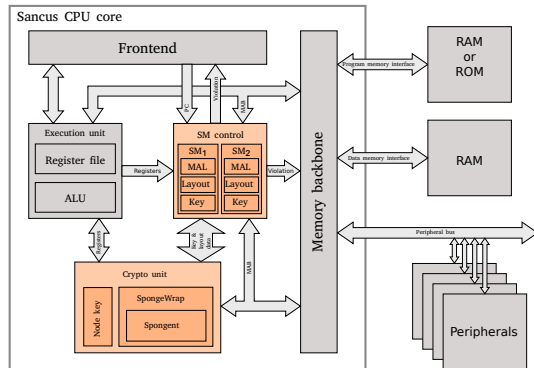 Sancus CPU core
Frontend
PC
Violation
MAB
Execution unit
Register file
ALU
Registers
SM control
SM1
MAL
Layout
Key
SM2
MAL
Layout
Key
Violation
Registers
Key &
layout
data
MAB
Crypto unit
Node key
SpongeWrap
Spongent
Memory backbone
Program memory interface
RAM
or
ROM
Data memory interface
RAM
Peripheral bus
Peripherals